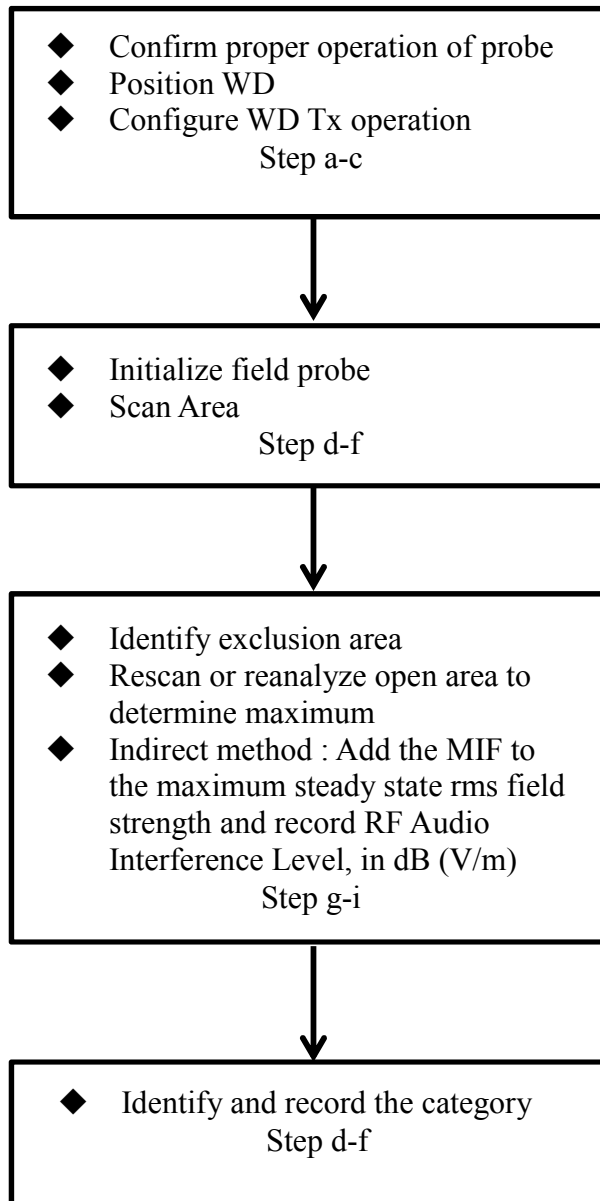 ◆ Confirm proper operation of probe
◆ Position WD
◆ Configure WD Tx operation
Step a-c
◆ Initialize field probe
◆ Scan Area
Step d-f
◆ Identify exclusion area
◆ Rescan or reanalyze open area to
determine maximum
◆ Indirect method : Add the MIF to
the maximum steady state rms field
strength and record RF Audio
Interference Level, in dB (V/m)
Step g-i
◆ Identify and record the category
Step d-f